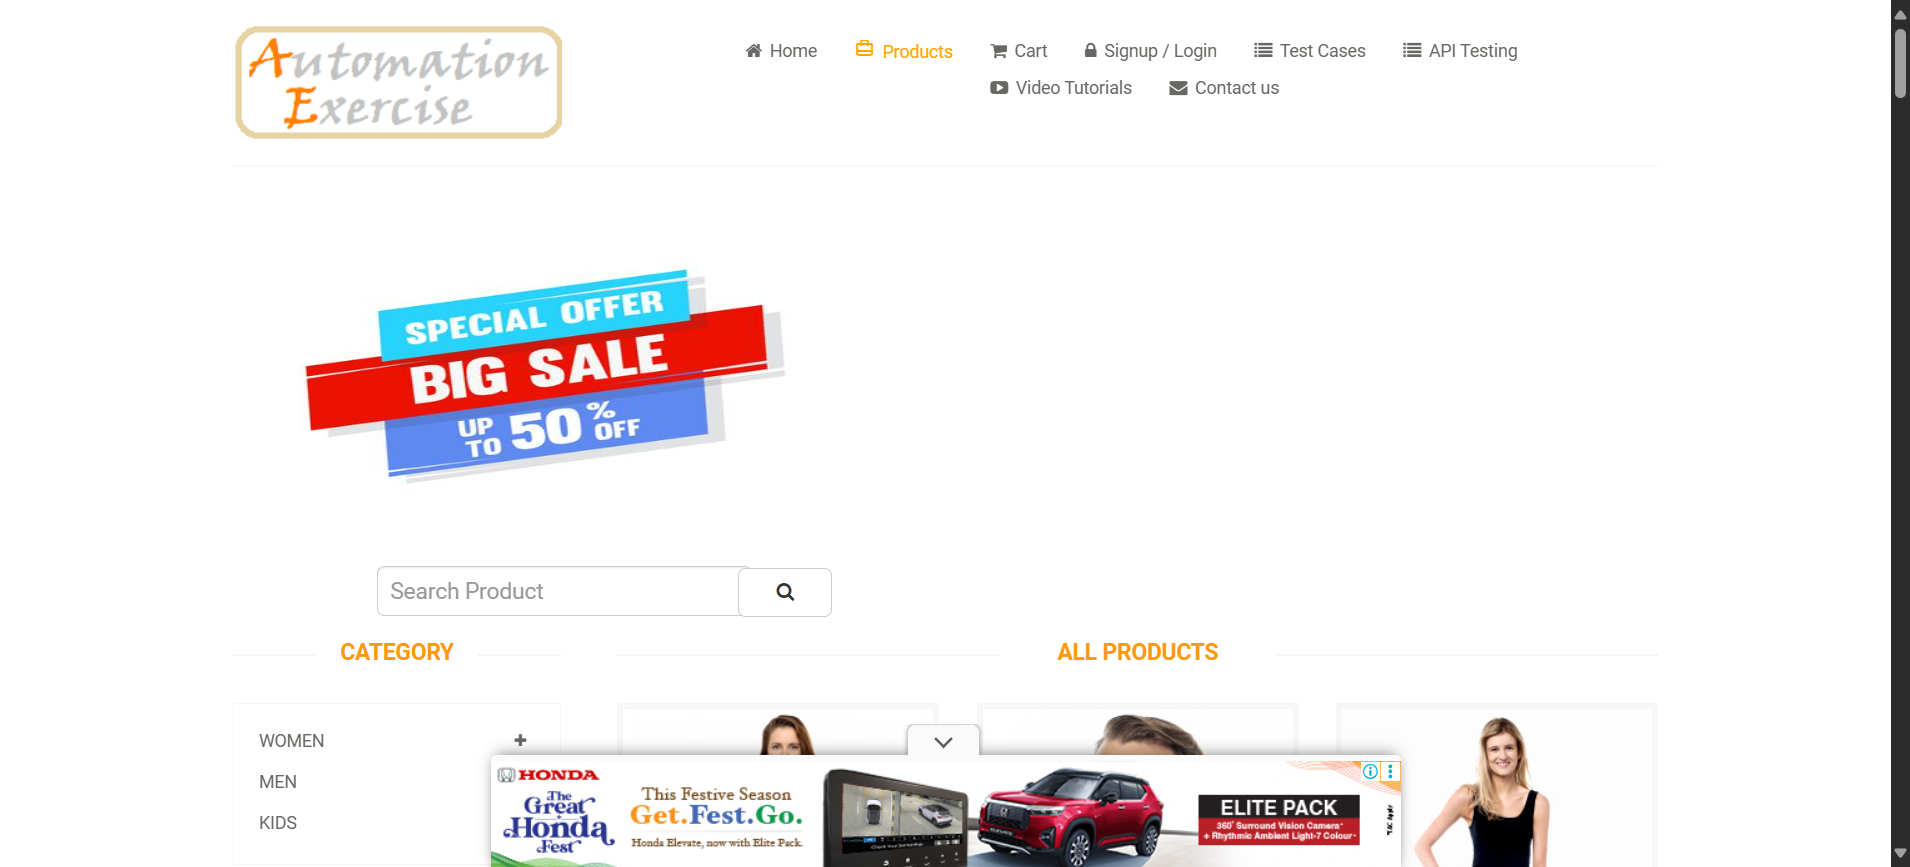 Automation
Exercise
Home
Products
Cart
Signup / Login
Test Cases
API Testing
Video Tutorials
Contact us
SPECIAL OFFER
BIG SALE
UP TO 50% OFF
Search Product
CATEGORY
ALL PRODUCTS
WOMEN
MEN
KIDS
HONDA
The
Great
Honda
Fest
This Festive Season
Get.Fest.Go.
Honda Elevate, now with Elite Pack.
ELITE PACK
360° Surround Vision Camera*
+ Rhythmic Ambient Light-7 Colour*
*T&C Apply